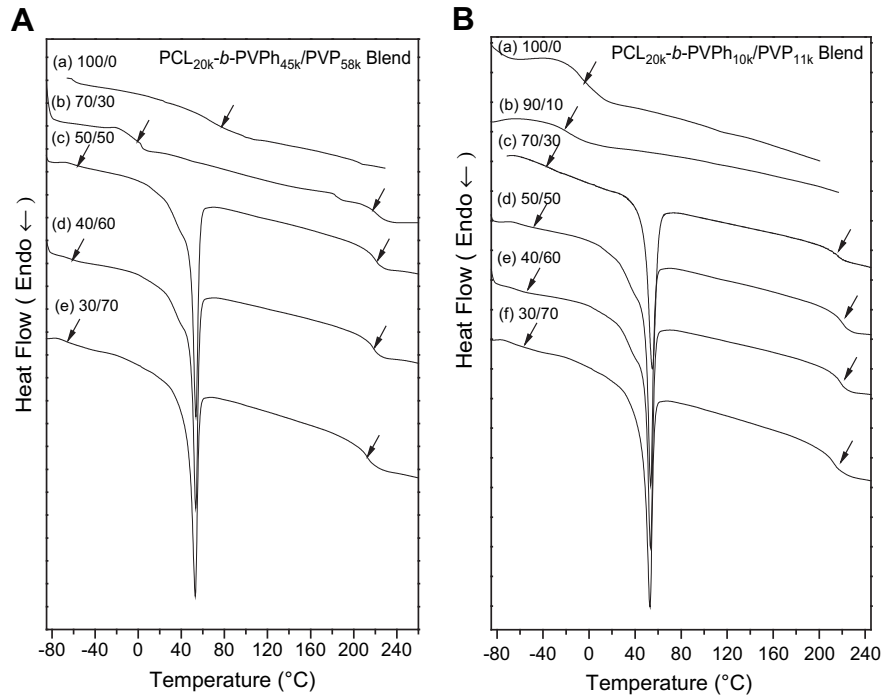 A
PCL20k-b-PVPh45k/PVP58k Blend
(a) 100/0
(b) 70/30
(c) 50/50
(d) 40/60
(e) 30/70
Heat Flow ( Endo ← )
-80 -40 0 40 80 120 160 200 240
Temperature (°C)
B
PCL20k-b-PVPh10k/PVP11k Blend
(a) 100/0
(b) 90/10
(c) 70/30
(d) 50/50
(e) 40/60
(f) 30/70
Heat Flow ( Endo ← )
-80 -40 0 40 80 120 160 200 240
Temperature (°C)